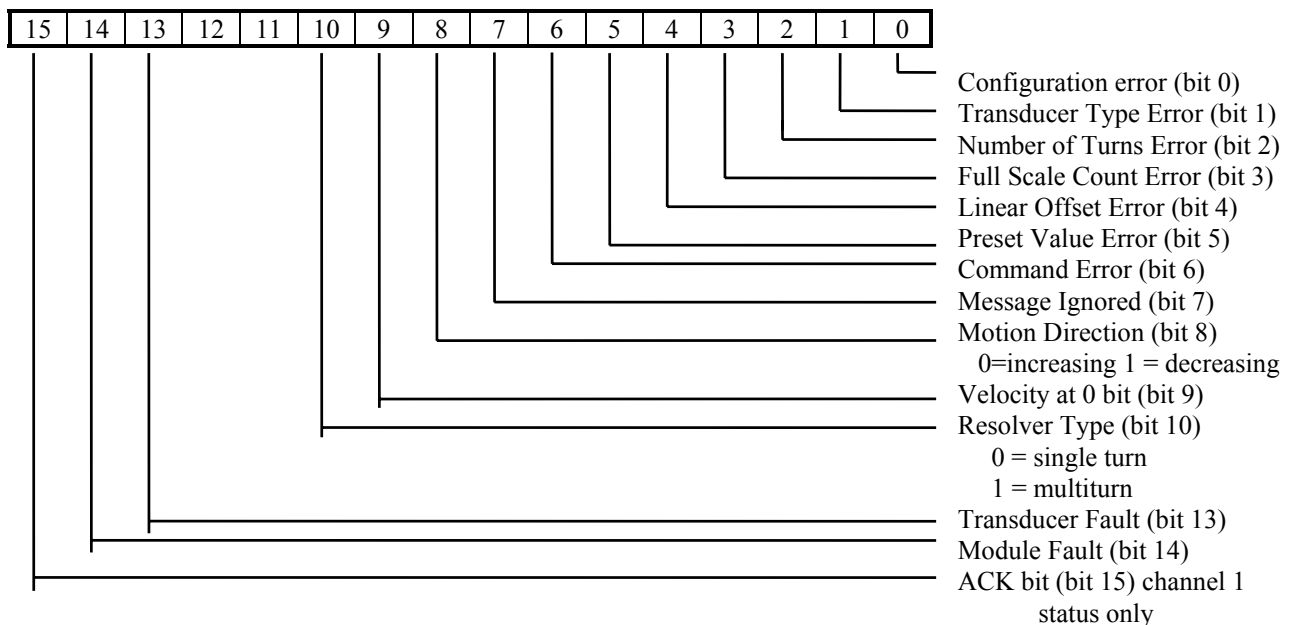 15 14 13 12 11 10 9 8 7 6 5 4 3 2 1 0
Configuration error (bit 0)
Transducer Type Error (bit 1)
Number of Turns Error (bit 2)
Full Scale Count Error (bit 3)
Linear Offset Error (bit 4)
Preset Value Error (bit 5)
Command Error (bit 6)
Message Ignored (bit 7)
Motion Direction (bit 8)
0=increasing 1 = decreasing
Velocity at 0 bit (bit 9)
Resolver Type (bit 10)
0 = single turn
1 = multiturn
Transducer Fault (bit 13)
Module Fault (bit 14)
ACK bit (bit 15) channel 1
status only